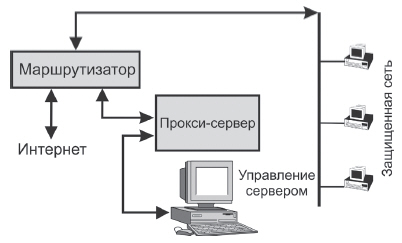 Маршрутизатор
Прокси-сервер
Интернет
Управление
сервером
Защищенная сеть